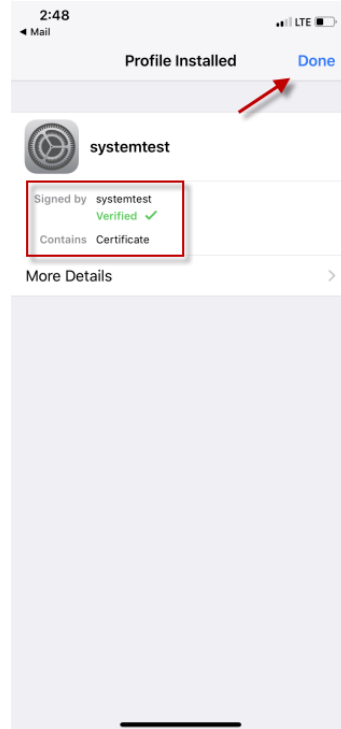 2:48
LTE
Mail
Profile Installed
Done
systemtest
Signed by systemtest
Verified
Contains Certificate
More Details